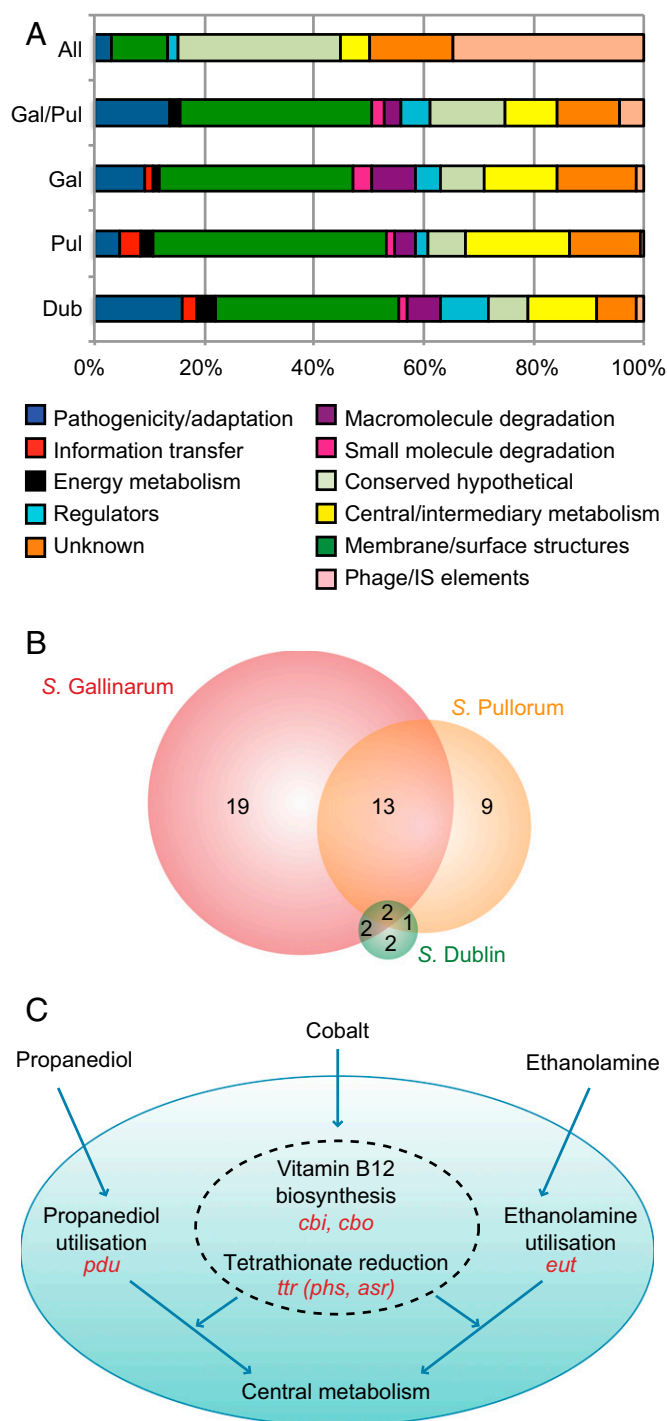 A
All
Gal/Pul
Gal
Pul
Dub
0% 20% 40% 60% 80% 100%
Pathogenicity/adaptation
Information transfer
Energy metabolism
Regulators
Unknown
Macromolecule degradation
Small molecule degradation
Conserved hypothetical
Central/intermediary metabolism
Membrane/surface structures
Phage/IS elements
B
S. Gallinarum
S. Pullorum
19 13 9
2
2 1
2
S. Dublin
C
Cobalt
Propanediol
Ethanolamine
Vitamin B12
biosynthesis
cbi, cbo
Propanediol
utilisation
pdu
Tetrathionate reduction
ttr (phs, asr)
Ethanolamine
utilisation
eut
Central metabolism